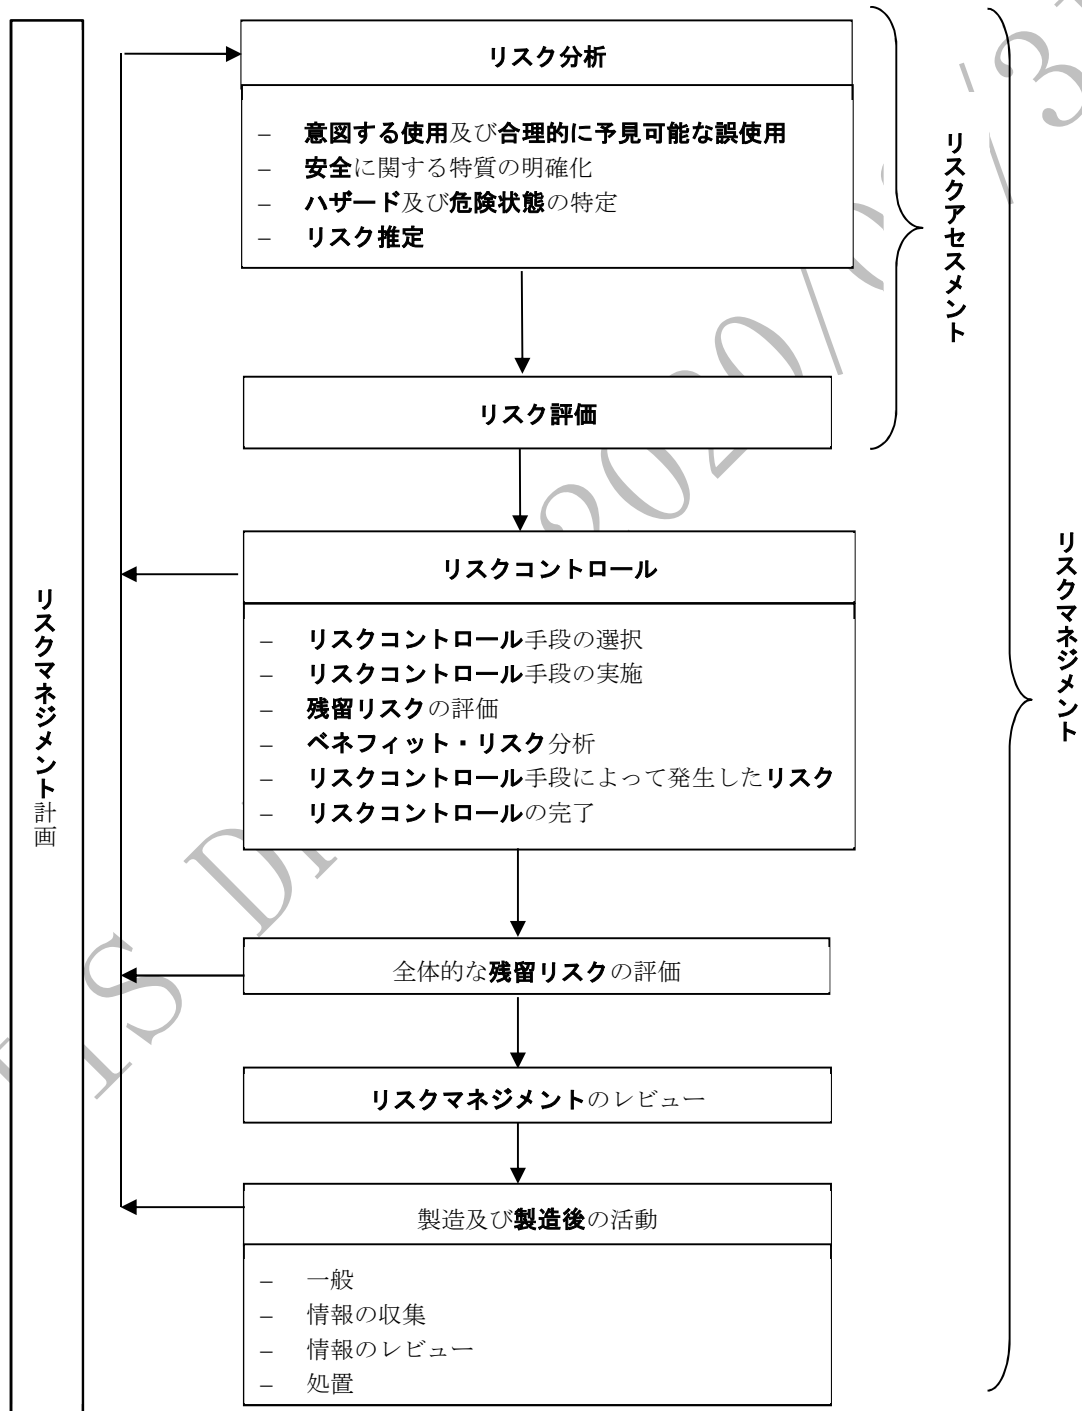 リスク分析
– 意図する使用及び合理的に予見可能な誤使用
– 安全に関する特質の明確化
– ハザード及び危険状態の特定
– リスク推定
リスク評価
リスクコントロール
– リスクコントロール手段の選択
– リスクコントロール手段の実施
– 残留リスクの評価
– ベネフィット・リスク分析
– リスクコントロール手段によって発生したリスク
– リスクコントロールの完了
全体的な残留リスクの評価
リスクマネジメントのレビュー
製造及び製造後の活動
– 一般
– 情報の収集
– 情報のレビュー
– 処置
リスクマネジメント計画
リスクアセスメント
リスクマネジメント